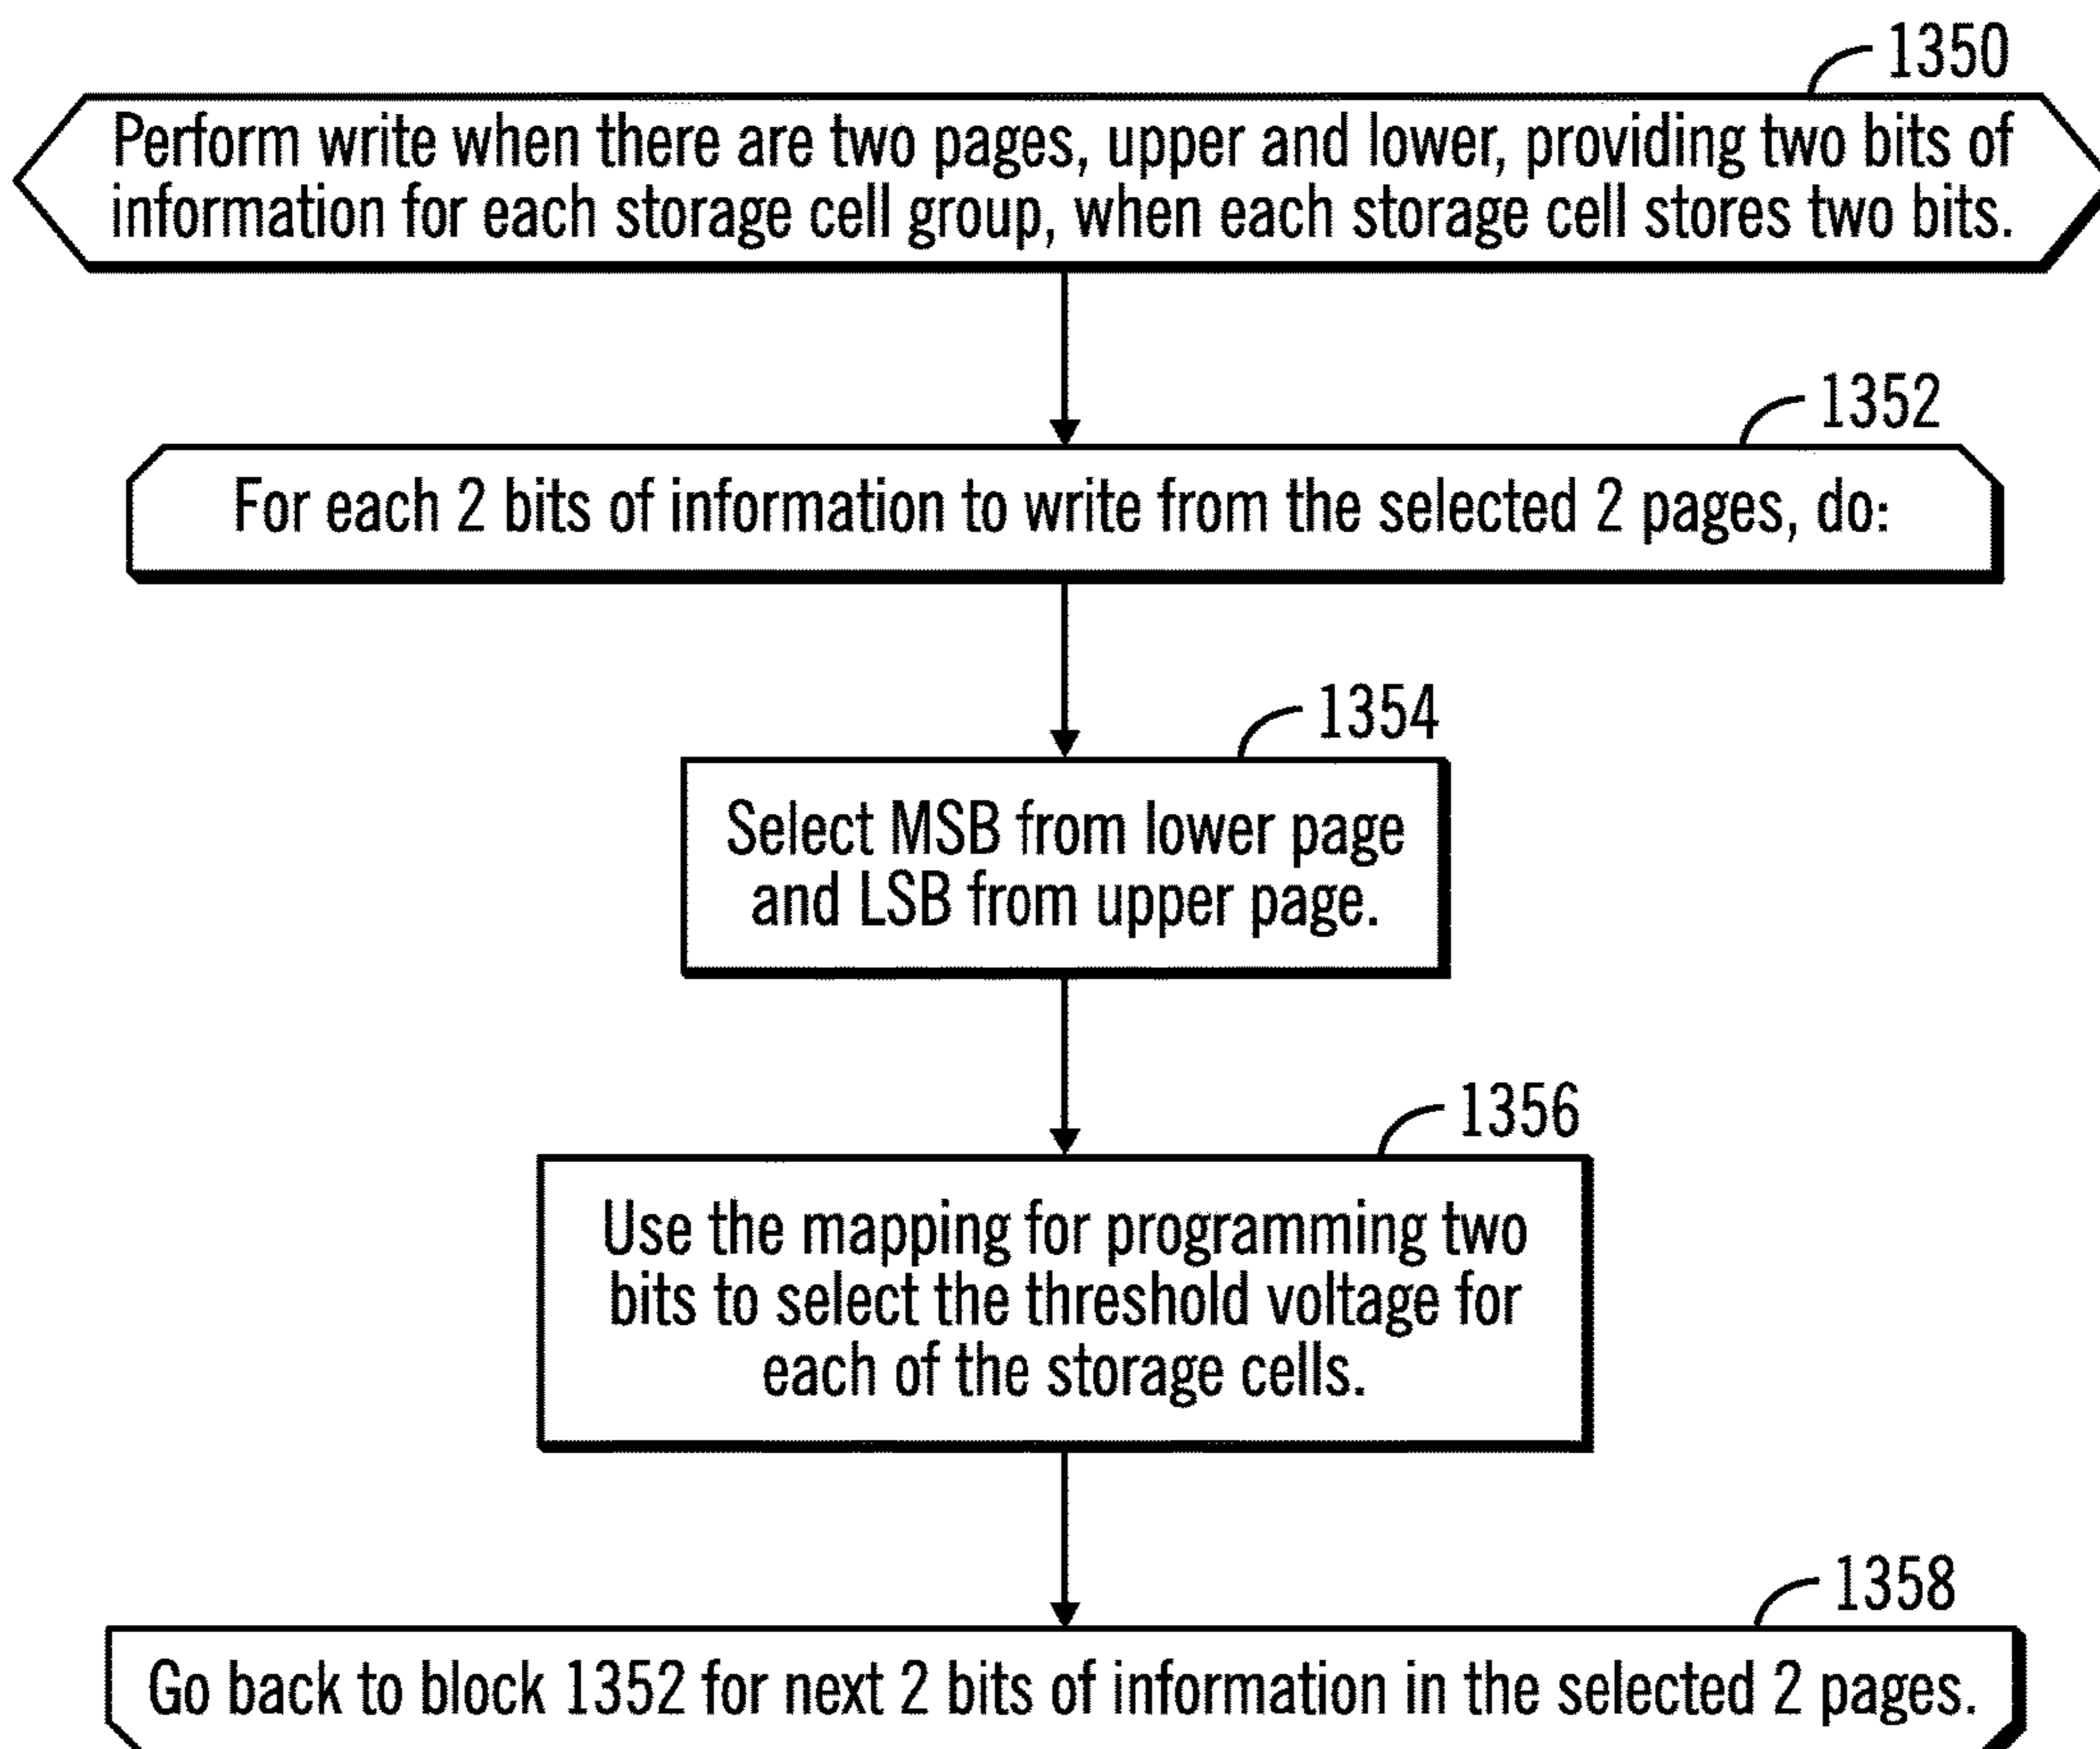 1350
Perform write when there are two pages, upper and lower, providing two bits of
information for each storage cell group, when each storage cell stores two bits.
1352
For each 2 bits of information to write from the selected 2 pages, do:
1354
Select MSB from lower page
and LSB from upper page.
1356
Use the mapping for programming two
bits to select the threshold voltage for
each of the storage cells.
1358
Go back to block 1352 for next 2 bits of information in the selected 2 pages.